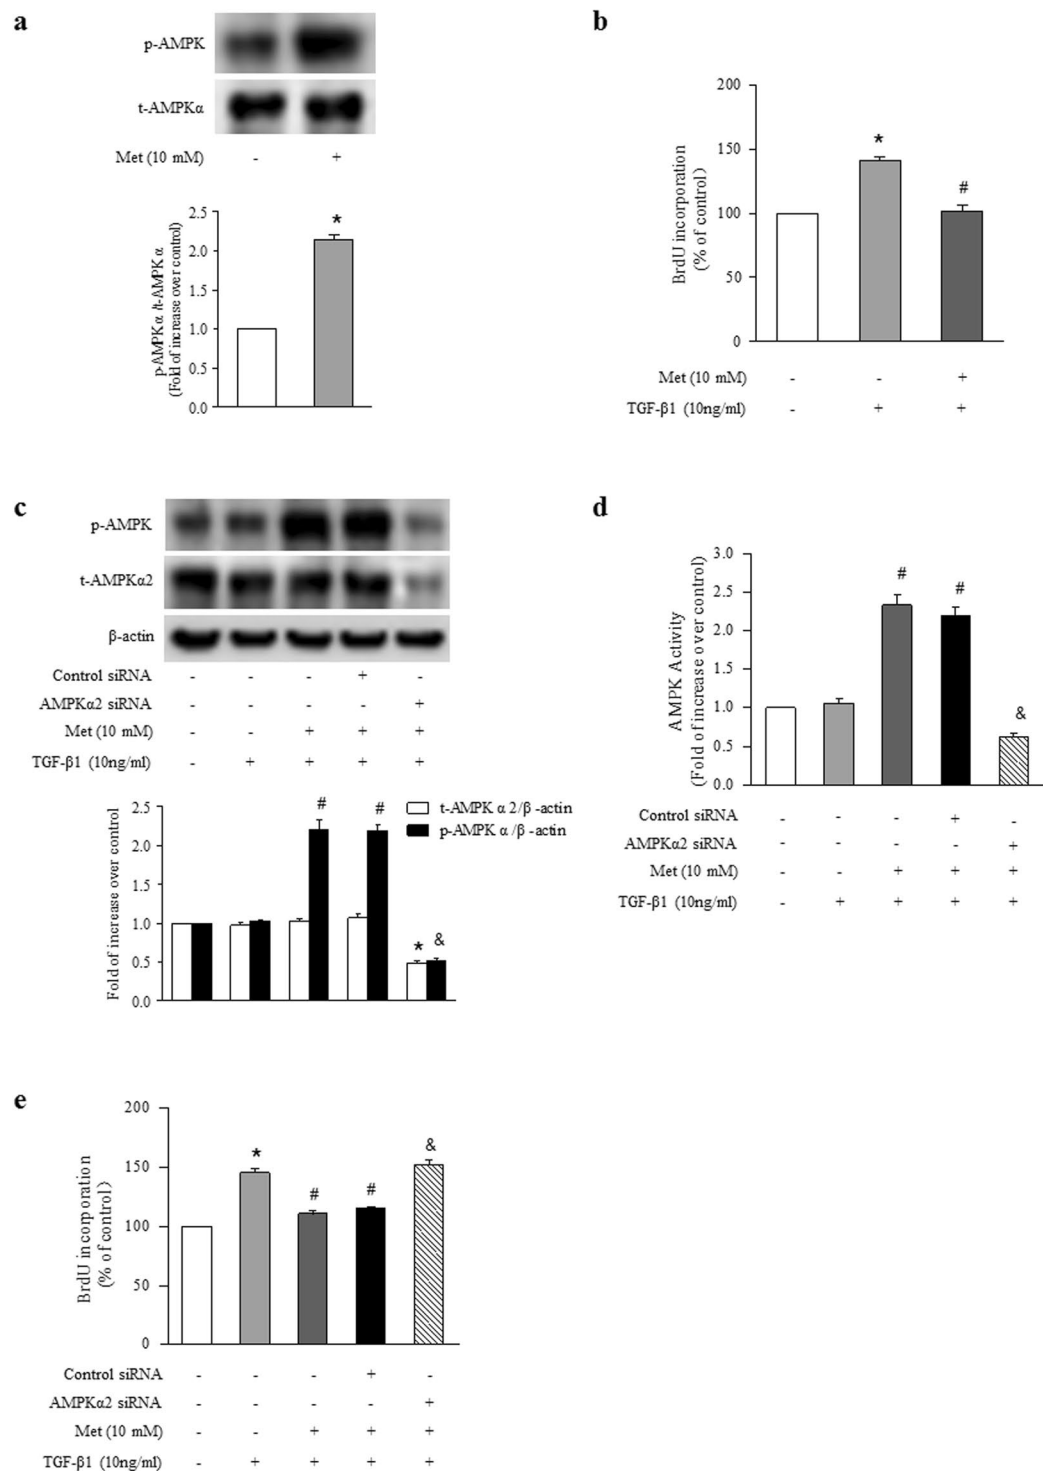 a
p-AMPK
t-AMPKα
Met (10 mM) - +
p-AMPKα /t-AMPK α
(Fold of increase over control)
2.5
2.0
1.5
1.0
0.5
0.0
*
b
BrdU incorporation
(% of control)
200
150
100
50
0
*
#
Met (10 mM) - - +
TGF-β1 (10ng/ml) - + +
c
p-AMPK
t-AMPKα2
β-actin
Control siRNA - - - + -
AMPKα2 siRNA - - - - +
Met (10 mM) - - + + +
TGF-β1 (10ng/ml) - + + + +
Fold of increase over control
2.5
2.0
1.5
1.0
0.5
0.0
t-AMPK α 2/β -actin
p-AMPK α /β -actin
# # * &
d
AMPK Activity
(Fold of increase over control)
3.0
2.5
2.0
1.5
1.0
0.5
0.0
# # &
Control siRNA - - - + -
AMPKα2 siRNA - - - - +
Met (10 mM) - - + + +
TGF-β1 (10ng/ml) - + + + +
e
BrdU incorporation
(% of control)
200
150
100
50
0
* # # &
Control siRNA - - - + -
AMPKα2 siRNA - - - - +
Met (10 mM) - - + + +
TGF-β1 (10ng/ml) - + + + +